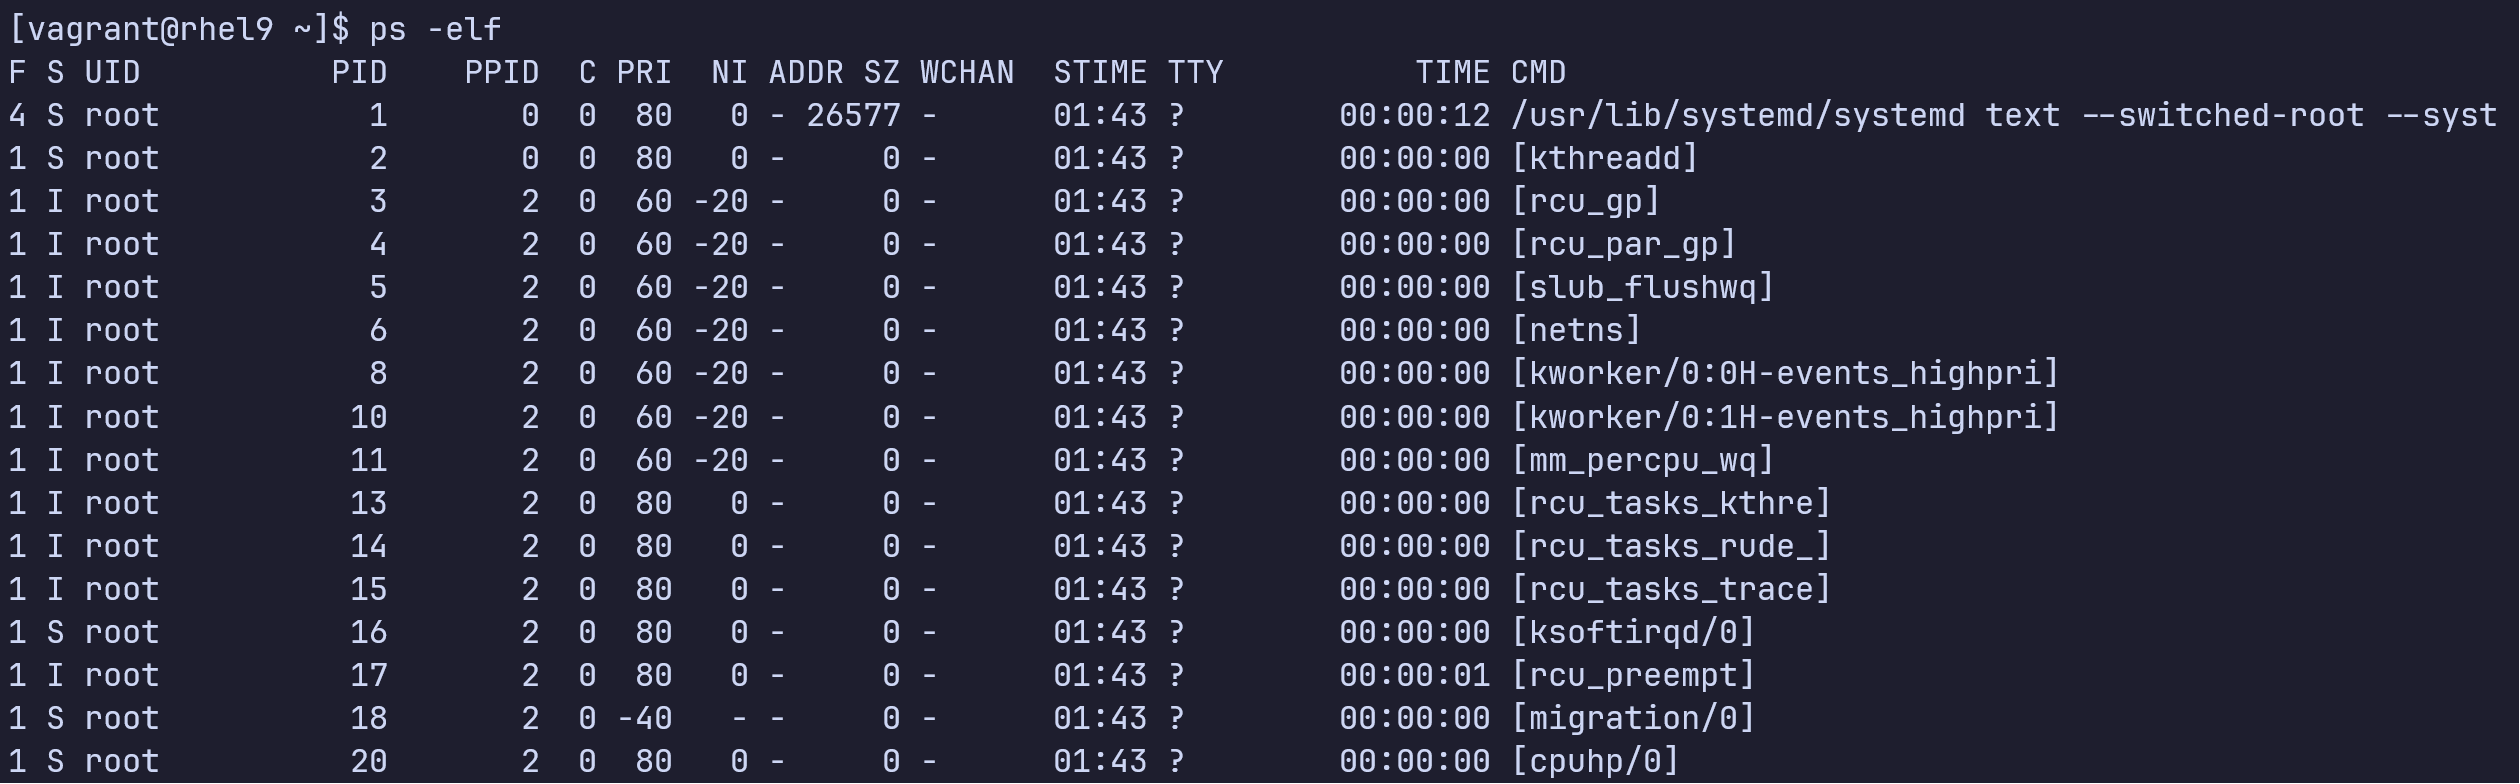 [vagrant@rhel9 ~]$ ps -elf
F S UID          PID    PPID  C PRI  NI ADDR SZ WCHAN  STIME TTY          TIME CMD
4 S root           1       0  0  80   0 - 26577 -      01:43 ?        00:00:12 /usr/lib/systemd/systemd text --switched-root --syst
1 S root           2       0  0  80   0 -     0 -      01:43 ?        00:00:00 [kthreadd]
1 I root           3       2  0  60 -20 -     0 -      01:43 ?        00:00:00 [rcu_gp]
1 I root           4       2  0  60 -20 -     0 -      01:43 ?        00:00:00 [rcu_par_gp]
1 I root           5       2  0  60 -20 -     0 -      01:43 ?        00:00:00 [slub_flushwq]
1 I root           6       2  0  60 -20 -     0 -      01:43 ?        00:00:00 [netns]
1 I root           8       2  0  60 -20 -     0 -      01:43 ?        00:00:00 [kworker/0:0H-events_highpri]
1 I root          10       2  0  60 -20 -     0 -      01:43 ?        00:00:00 [kworker/0:1H-events_highpri]
1 I root          11       2  0  60 -20 -     0 -      01:43 ?        00:00:00 [mm_percpu_wq]
1 I root          13       2  0  80   0 -     0 -      01:43 ?        00:00:00 [rcu_tasks_kthre]
1 I root          14       2  0  80   0 -     0 -      01:43 ?        00:00:00 [rcu_tasks_rude_]
1 I root          15       2  0  80   0 -     0 -      01:43 ?        00:00:00 [rcu_tasks_trace]
1 S root          16       2  0  80   0 -     0 -      01:43 ?        00:00:00 [ksoftirqd/0]
1 I root          17       2  0  80   0 -     0 -      01:43 ?        00:00:01 [rcu_preempt]
1 S root          18       2  0 -40   - -     0 -      01:43 ?        00:00:00 [migration/0]
1 S root          20       2  0  80   0 -     0 -      01:43 ?        00:00:00 [cpuhp/0]